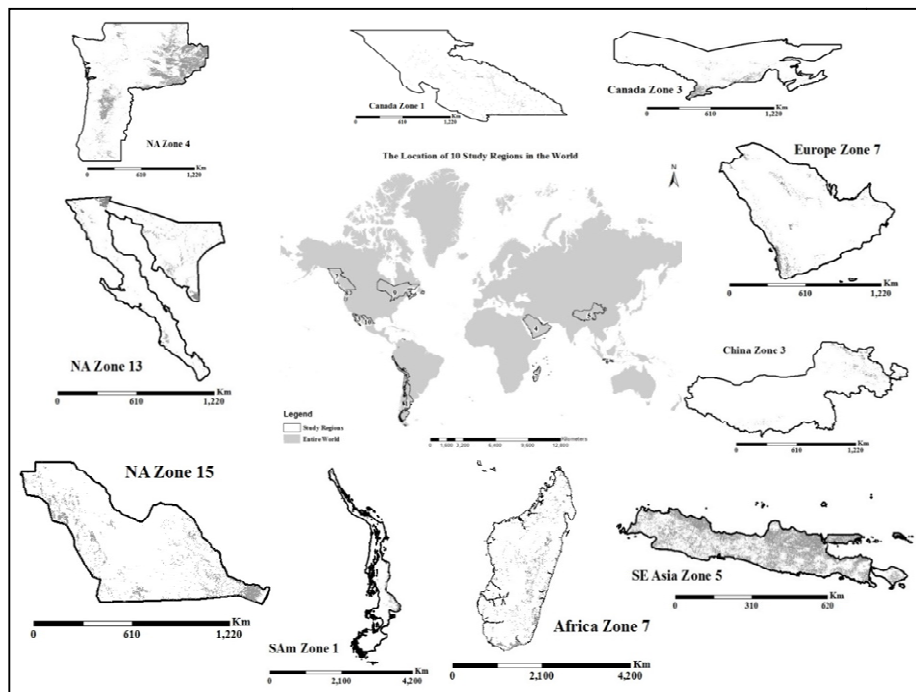 NA Zone 4
0 610 1,220
Km
Canada Zone 1
0 610 1,220
Km
Canada Zone 3
0 610 1,220
Km
The Location of 10 Study Regions in the World
N
Europe Zone 7
0 610 1,220
Km
NA Zone 13
0 610 1,220
Km
Legend
Study Regions
Entire World
Kilometers
China Zone 3
0 610 1,220
Km
NA Zone 15
0 610 1,220
Km
SAm Zone 1
0 2,100 4,200
Km
Africa Zone 7
0 2,100 4,200
Km
SE Asia Zone 5
0 310 620
Km